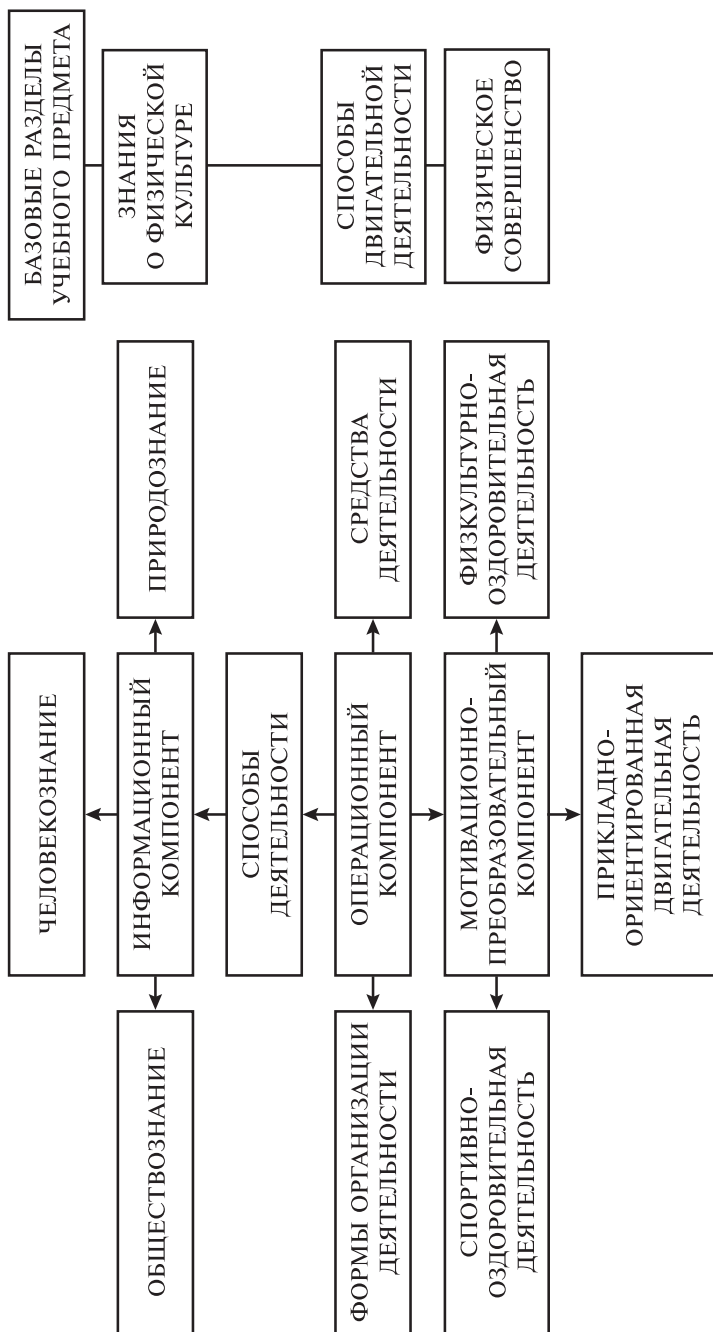 БАЗОВЫЕ РАЗДЕЛЫ
УЧЕБНОГО ПРЕДМЕТА
ЧЕЛОВЕКОЗНАНИЕ
ОБЩЕСТВОЗНАНИЕ
ИНФОРМАЦИОННЫЙ
КОМПОНЕНТ
ПРИРОДОЗНАНИЕ
ЗНАНИЯ
О ФИЗИЧЕСКОЙ
КУЛЬТУРЕ
СПОСОБЫ
ДЕЯТЕЛЬНОСТИ
ФОРМЫ ОРГАНИЗАЦИИ
ДЕЯТЕЛЬНОСТИ
ОПЕРАЦИОННЫЙ
КОМПОНЕНТ
СРЕДСТВА
ДЕЯТЕЛЬНОСТИ
СПОСОБЫ
ДВИГАТЕЛЬНОЙ
ДЕЯТЕЛЬНОСТИ
СПОРТИВНО-
ОЗДОРОВИТЕЛЬНАЯ
ДЕЯТЕЛЬНОСТЬ
МОТИВАЦИОННО-
ПРЕОБРАЗОВАТЕЛЬНЫЙ
КОМПОНЕНТ
ФИЗКУЛЬТУРНО-
ОЗДОРОВИТЕЛЬНАЯ
ДЕЯТЕЛЬНОСТЬ
ФИЗИЧЕСКОЕ
СОВЕРШЕНСТВО
ПРИКЛАДНО-
ОРИЕНТИРОВАННАЯ
ДВИГАТЕЛЬНАЯ
ДЕЯТЕЛЬНОСТЬ